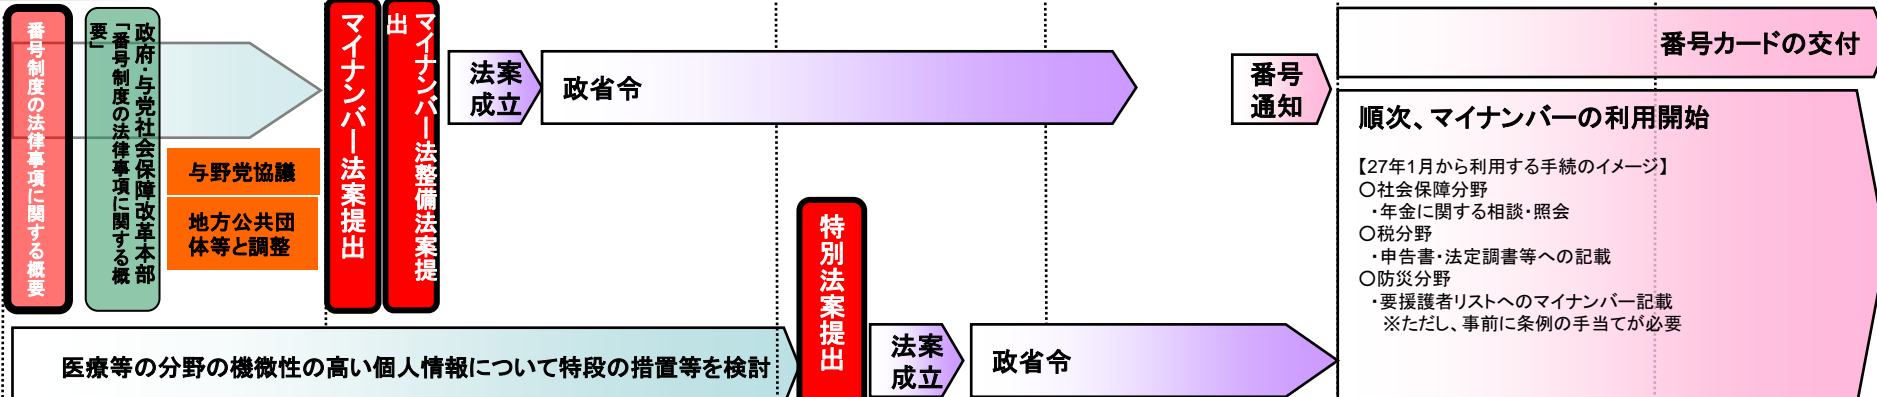 番号制度の法律事項に関する概要
政府・与党社会保障改革本部
「番号制度の法律事項に関する概
要」
与野党協議
地方公共団
体等と調整
マイナンバー法案提出
マイナンバー法整備法案提
出
法案
成立
政省令
番号
通知
番号カードの交付
順次、マイナンバーの利用開始
【27年1月から利用する手続のイメージ】
〇社会保障分野
・年金に関する相談・照会
〇税分野
・申告書・法定調書等への記載
〇防災分野
・要援護者リストへのマイナンバー記載
※ただし、事前に条例の手当てが必要
医療等の分野の機微性の高い個人情報について特段の措置等を検討
特別法案提出
法案
成立
政省令